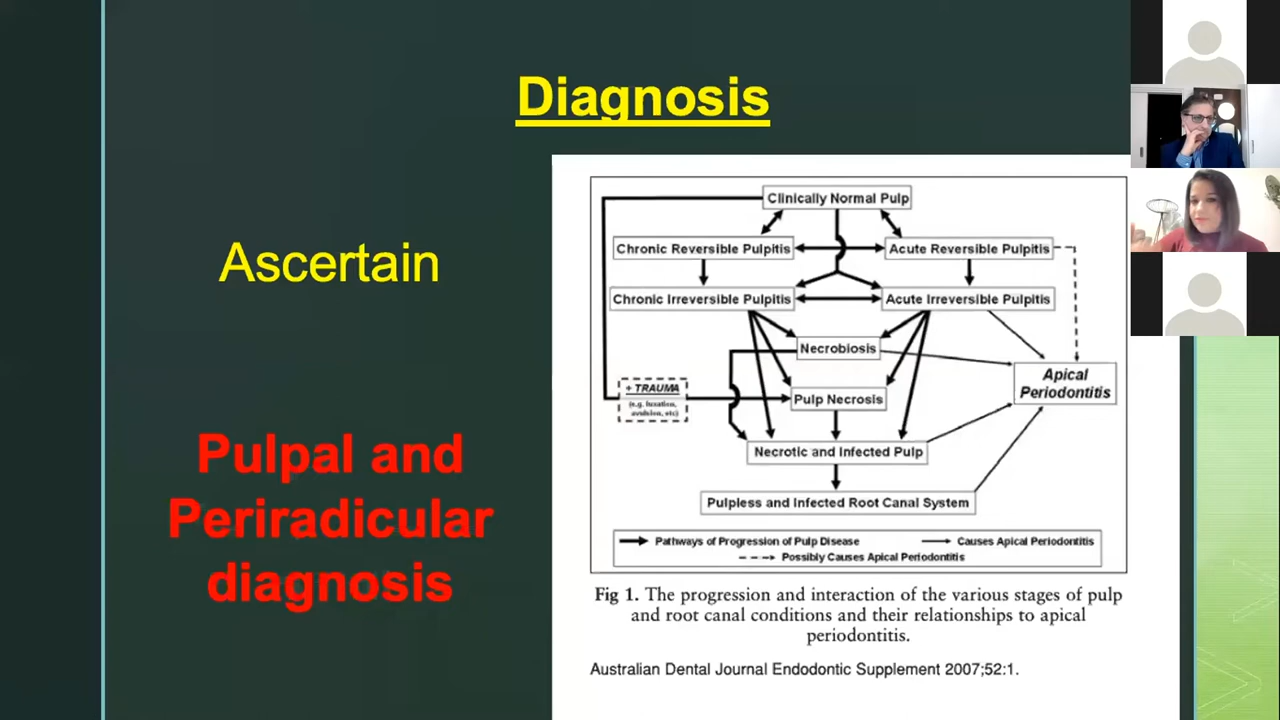 Diagnosis
Ascertain
Pulpal and
Periradicular
diagnosis
Clinically Normal Pulp
Chronic Reversible Pulpitis
Acute Reversible Pulpitis
Chronic Irreversible Pulpitis
Acute Irreversible Pulpitis
Necrobiosis
Apical
Periodontitis
+ TRAUMA
(e.g. luxation,
avulsion, etc)
Pulp Necrosis
Necrotic and Infected Pulp
Pulpless and Infected Root Canal System
Pathways of Progression of Pulp Disease
Causes Apical Periodontitis
Possibly Causes Apical Periodontitis
Fig 1. The progression and interaction of the various stages of pulp
and root canal conditions and their relationships to apical
periodontitis.
Australian Dental Journal Endodontic Supplement 2007;52:1.